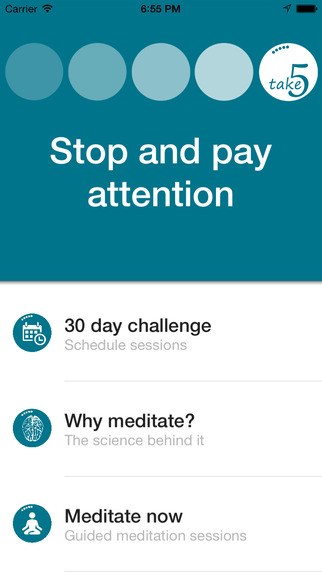 Carrier 6:55 PM
take 5
Stop and pay
attention
30 day challenge
Schedule sessions
Why meditate?
The science behind it
Meditate now
Guided meditation sessions